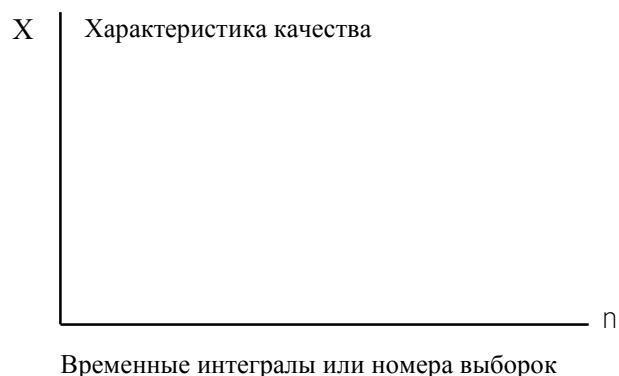 X
Характеристика качества
n
Временные интегралы или номера выборок